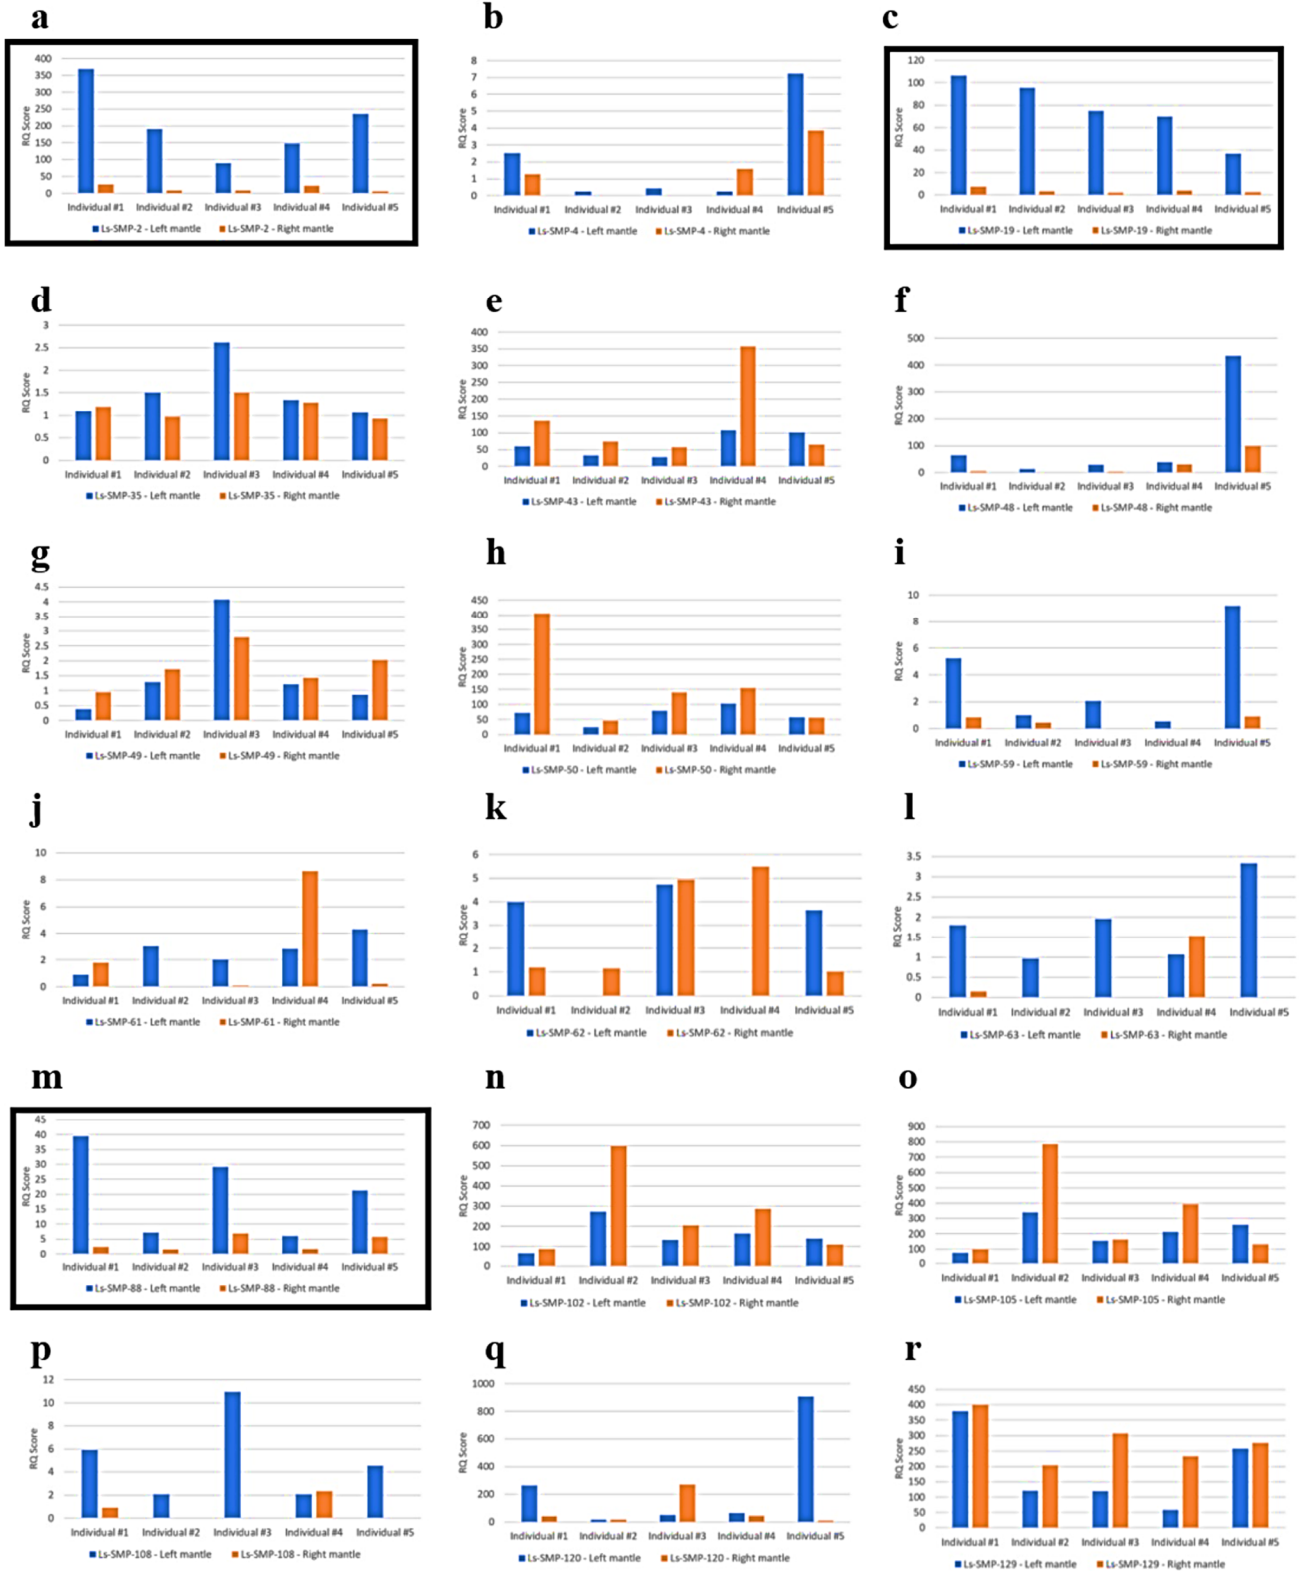 a
400
350
300
250
200
150
100
50
0
RQ Score
Individual #1 Individual #2 Individual #3 Individual #4 Individual #5
Ls-SMP-2 - Left mantle Ls-SMP-2 - Right mantle
b
8
7
6
5
4
3
2
1
0
RQ Score
Individual #1 Individual #2 Individual #3 Individual #4 Individual #5
Ls-SMP-4 - Left mantle Ls-SMP-4 - Right mantle
c
120
100
80
60
40
20
0
RQ Score
Individual #1 Individual #2 Individual #3 Individual #4 Individual #5
Ls-SMP-19 - Left mantle Ls-SMP-19 - Right mantle
d
3
2.5
2
1.5
1
0.5
0
RQ Score
Individual #1 Individual #2 Individual #3 Individual #4 Individual #5
Ls-SMP-35 - Left mantle Ls-SMP-35 - Right mantle
e
400
350
300
250
200
150
100
50
0
RQ Score
Individual #1 Individual #2 Individual #3 Individual #4 Individual #5
Ls-SMP-43 - Left mantle Ls-SMP-43 - Right mantle
f
500
400
300
200
100
0
RQ Score
Individual #1 Individual #2 Individual #3 Individual #4 Individual #5
Ls-SMP-48 - Left mantle Ls-SMP-48 - Right mantle
g
4.5
4
3.5
3
2.5
2
1.5
1
0.5
0
RQ Score
Individual #1 Individual #2 Individual #3 Individual #4 Individual #5
Ls-SMP-49 - Left mantle Ls-SMP-49 - Right mantle
h
450
400
350
300
250
200
150
100
50
0
RQ Score
Individual #1 Individual #2 Individual #3 Individual #4 Individual #5
Ls-SMP-50 - Left mantle Ls-SMP-50 - Right mantle
i
10
8
6
4
2
0
RQ Score
Individual #1 Individual #2 Individual #3 Individual #4 Individual #5
Ls-SMP-59 - Left mantle Ls-SMP-59 - Right mantle
j
10
8
6
4
2
0
RQ Score
Individual #1 Individual #2 Individual #3 Individual #4 Individual #5
Ls-SMP-61 - Left mantle Ls-SMP-61 - Right mantle
k
6
5
4
3
2
1
0
RQ Score
Individual #1 Individual #2 Individual #3 Individual #4 Individual #5
Ls-SMP-62 - Left mantle Ls-SMP-62 - Right mantle
l
3.5
3
2.5
2
1.5
1
0.5
0
RQ Score
Individual #1 Individual #2 Individual #3 Individual #4 Individual #5
Ls-SMP-63 - Left mantle Ls-SMP-63 - Right mantle
m
45
40
35
30
25
20
15
10
5
0
RQ Score
Individual #1 Individual #2 Individual #3 Individual #4 Individual #5
Ls-SMP-88 - Left mantle Ls-SMP-88 - Right mantle
n
700
600
500
400
300
200
100
0
RQ Score
Individual #1 Individual #2 Individual #3 Individual #4 Individual #5
Ls-SMP-102 - Left mantle Ls-SMP-102 - Right mantle
o
900
800
700
600
500
400
300
200
100
0
RQ Score
Individual #1 Individual #2 Individual #3 Individual #4 Individual #5
Ls-SMP-105 - Left mantle Ls-SMP-105 - Right mantle
p
12
10
8
6
4
2
0
RQ Score
Individual #1 Individual #2 Individual #3 Individual #4 Individual #5
Ls-SMP-108 - Left mantle Ls-SMP-108 - Right mantle
q
1000
800
600
400
200
0
RQ Score
Individual #1 Individual #2 Individual #3 Individual #4 Individual #5
Ls-SMP-120 - Left mantle Ls-SMP-120 - Right mantle
r
450
400
350
300
250
200
150
100
50
0
RQ Score
Individual #1 Individual #2 Individual #3 Individual #4 Individual #5
Ls-SMP-129 - Left mantle Ls-SMP-129 - Right mantle